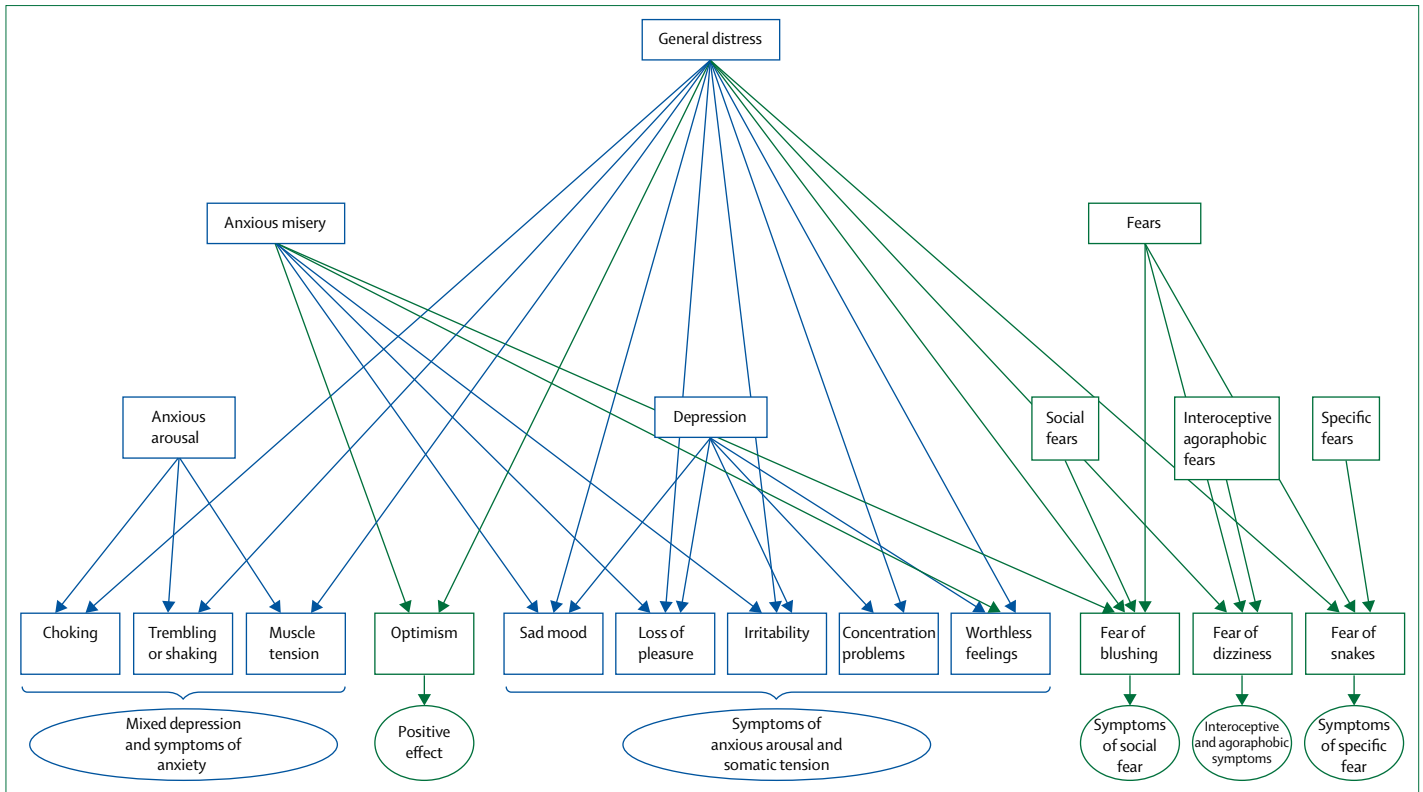 General distress
Anxious misery
Fears
Anxious
arousal
Depression
Social
fears
Interoceptive
agoraphobic
fears
Specific
fears
Choking
Trembling
or shaking
Muscle
tension
Optimism
Sad mood
Loss of
pleasure
Irritability
Concentration
problems
Worthless
feelings
Fear of
blushing
Fear of
dizziness
Fear of
snakes
Mixed depression
and symptoms of
anxiety
Positive
effect
Symptoms of
anxious arousal and
somatic tension
Symptoms
of social
fear
Interoceptive
and agoraphobic
symptoms
Symptoms
of specific
fear